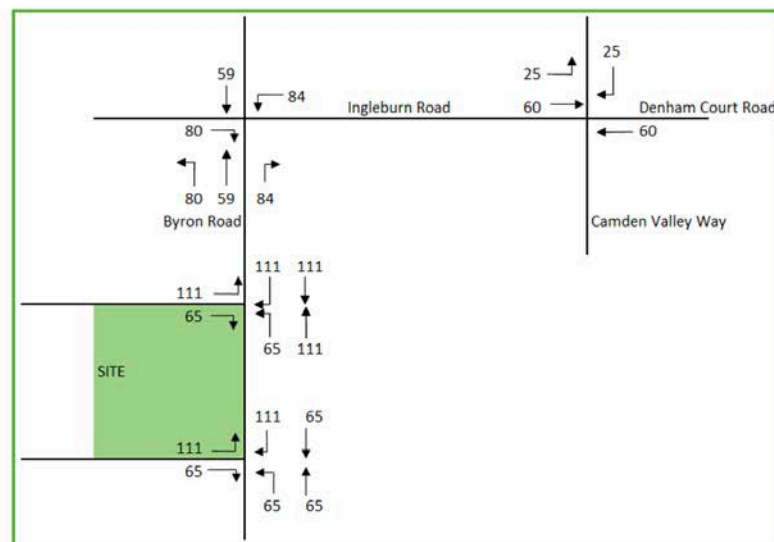 25
59
25
84
Ingleburn Road
60
Denham Court Road
80
60
80 59 84
Byron Road
Camden Valley Way
111 111
111
65
65 111
SITE
111 65
111
65
65 65